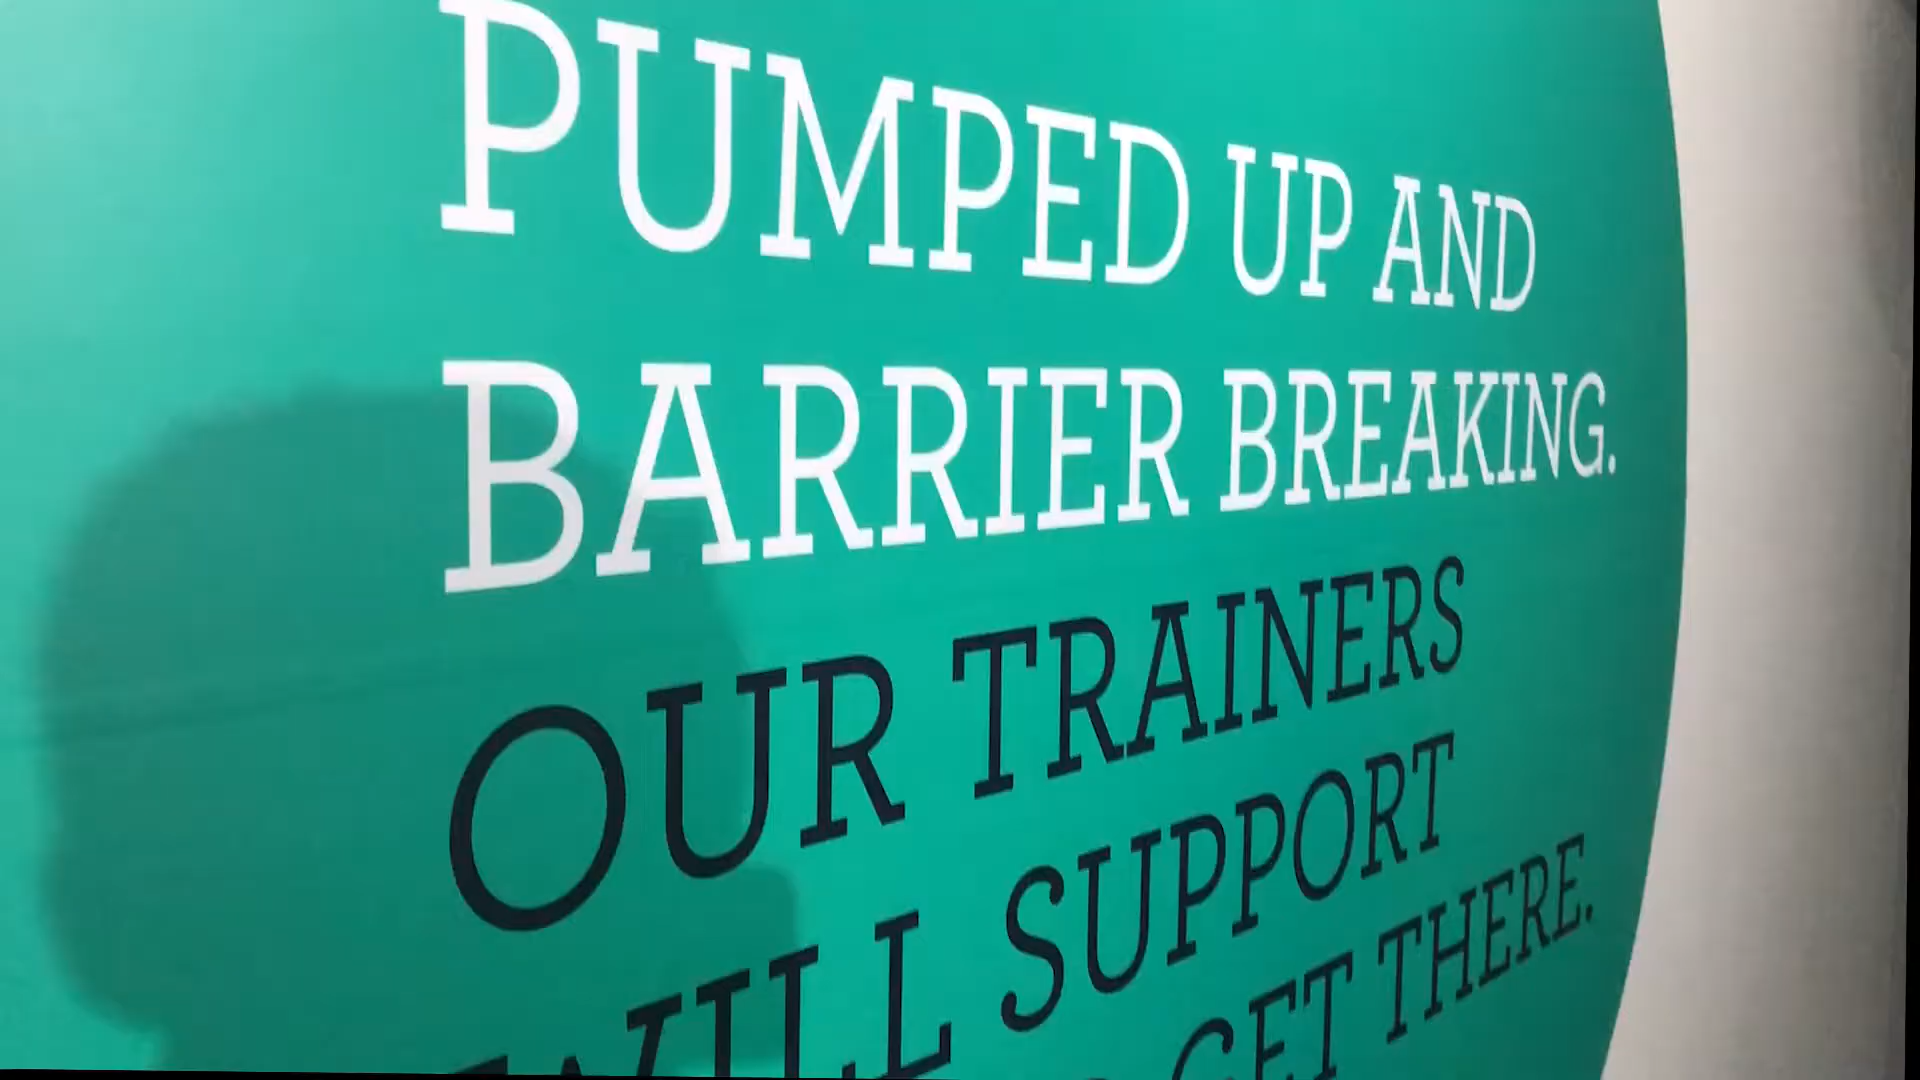 PUMPED UP AND
BARRIER BREAKING.
OUR TRAINERS
WILL SUPPORT
GET THERE.